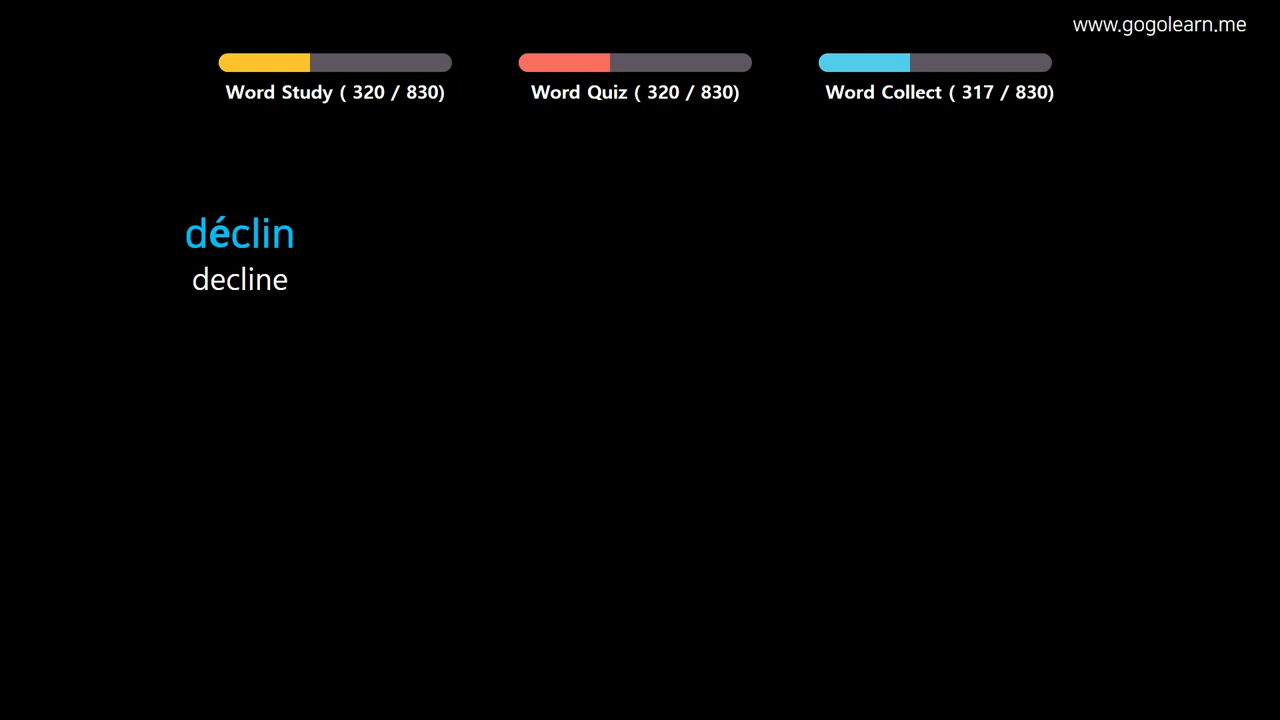 www.gogolearn.me
Word Study ( 320 / 830)
Word Quiz ( 320 / 830)
Word Collect ( 317 / 830)
déclin
decline